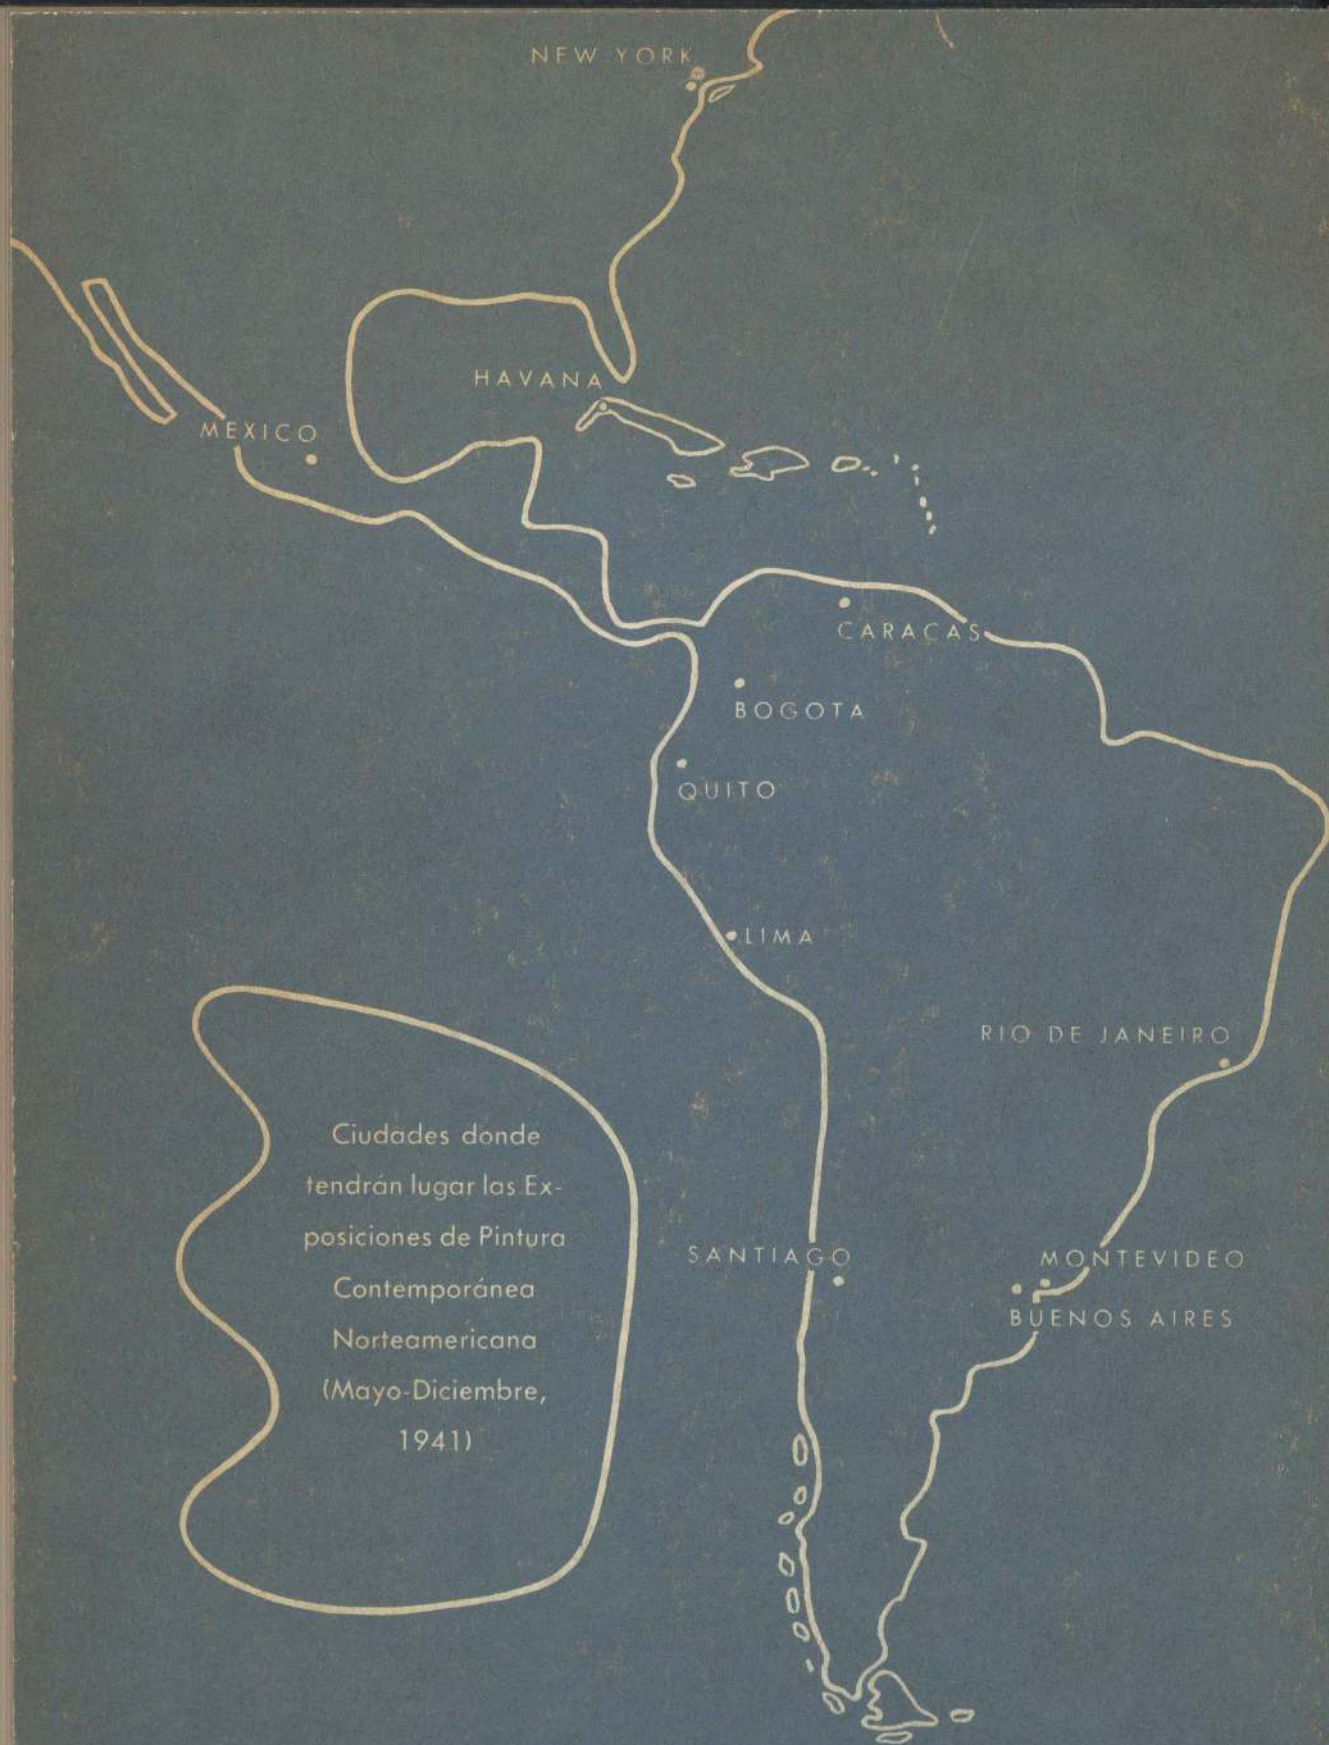 NEW YORK
HAVANA
MEXICO
CARACAS
BOGOTA
QUITO
LIMA
RIO DE JANEIRO
SANTIAGO
MONTEVIDEO
BUENOS AIRES
Ciudades donde
tendrán lugar las Ex-
posiciones de Pintura
Contemporánea
Norteamericana
(Mayo-Diciembre,
1941)